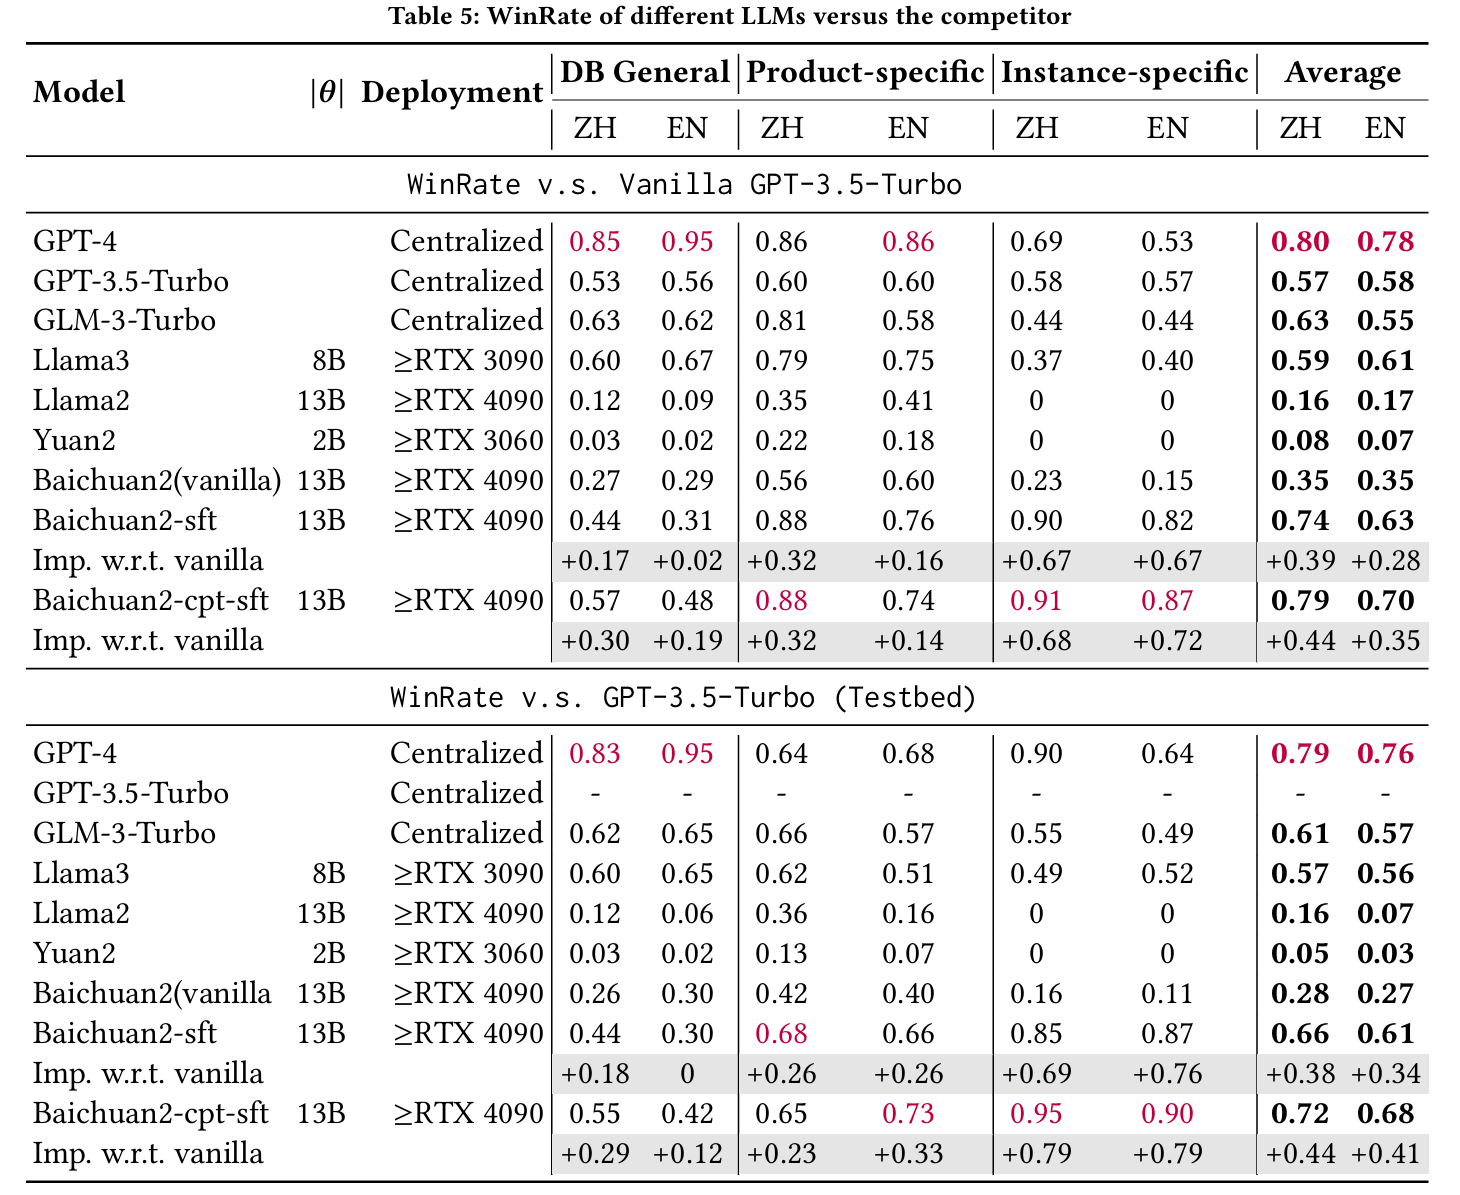 Table 5: WinRate of different LLMs versus the competitor
Model |θ| Deployment DB General Product-specific Instance-specific Average
ZH EN ZH EN ZH EN ZH EN
WinRate v.s. Vanilla GPT-3.5-Turbo
GPT-4 Centralized 0.85 0.95 0.86 0.86 0.69 0.53 0.80 0.78
GPT-3.5-Turbo Centralized 0.53 0.56 0.60 0.60 0.58 0.57 0.57 0.58
GLM-3-Turbo Centralized 0.63 0.62 0.81 0.58 0.44 0.44 0.63 0.55
Llama3 8B ≥RTX 3090 0.60 0.67 0.79 0.75 0.37 0.40 0.59 0.61
Llama2 13B ≥RTX 4090 0.12 0.09 0.35 0.41 0 0 0.16 0.17
Yuan2 2B ≥RTX 3060 0.03 0.02 0.22 0.18 0 0 0.08 0.07
Baichuan2(vanilla) 13B ≥RTX 4090 0.27 0.29 0.56 0.60 0.23 0.15 0.35 0.35
Baichuan2-sft 13B ≥RTX 4090 0.44 0.31 0.88 0.76 0.90 0.82 0.74 0.63
Imp. w.r.t. vanilla +0.17 +0.02 +0.32 +0.16 +0.67 +0.67 +0.39 +0.28
Baichuan2-cpt-sft 13B ≥RTX 4090 0.57 0.48 0.88 0.74 0.91 0.87 0.79 0.70
Imp. w.r.t. vanilla +0.30 +0.19 +0.32 +0.14 +0.68 +0.72 +0.44 +0.35
WinRate v.s. GPT-3.5-Turbo (Testbed)
GPT-4 Centralized 0.83 0.95 0.64 0.68 0.90 0.64 0.79 0.76
GPT-3.5-Turbo Centralized - - - - - - - -
GLM-3-Turbo Centralized 0.62 0.65 0.66 0.57 0.55 0.49 0.61 0.57
Llama3 8B ≥RTX 3090 0.60 0.65 0.62 0.51 0.49 0.52 0.57 0.56
Llama2 13B ≥RTX 4090 0.12 0.06 0.36 0.16 0 0 0.16 0.07
Yuan2 2B ≥RTX 3060 0.03 0.02 0.13 0.07 0 0 0.05 0.03
Baichuan2(vanilla 13B ≥RTX 4090 0.26 0.30 0.42 0.40 0.16 0.11 0.28 0.27
Baichuan2-sft 13B ≥RTX 4090 0.44 0.30 0.68 0.66 0.85 0.87 0.66 0.61
Imp. w.r.t. vanilla +0.18 0 +0.26 +0.26 +0.69 +0.76 +0.38 +0.34
Baichuan2-cpt-sft 13B ≥RTX 4090 0.55 0.42 0.65 0.73 0.95 0.90 0.72 0.68
Imp. w.r.t. vanilla +0.29 +0.12 +0.23 +0.33 +0.79 +0.79 +0.44 +0.41